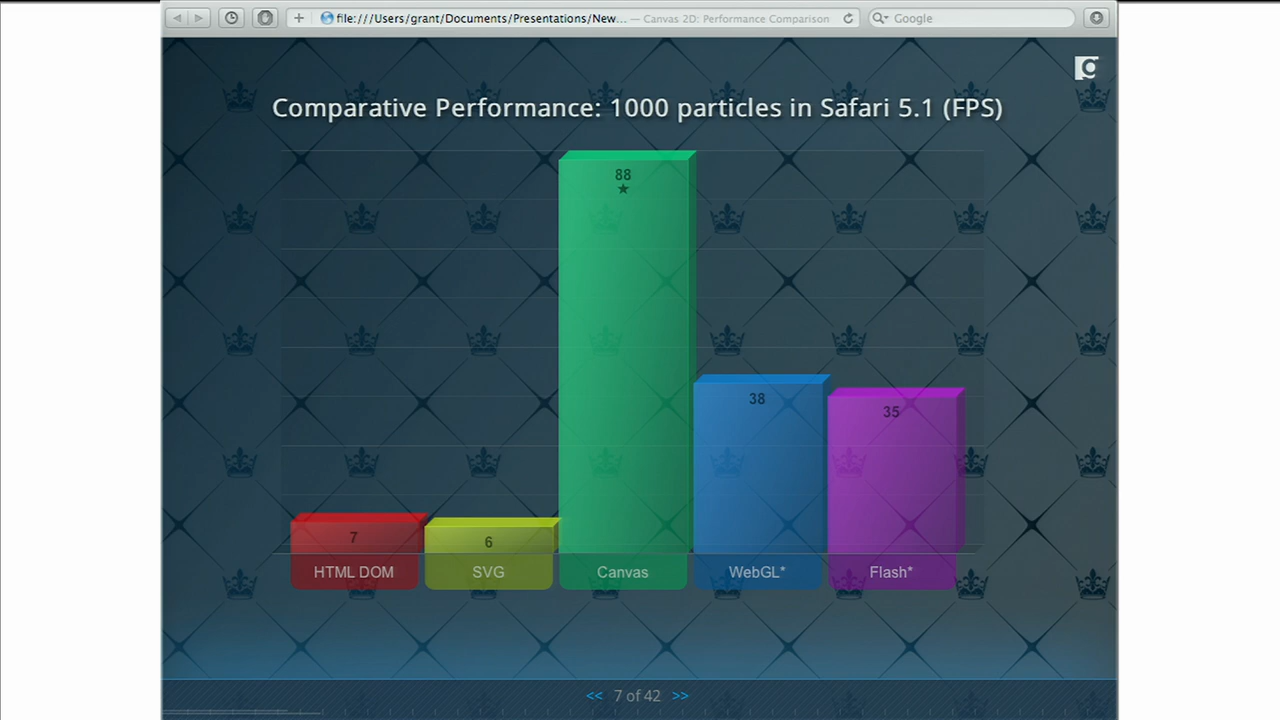 file:///Users/grant/Documents/Presentations/New... — Canvas 2D: Performance Comparison
Google
g
Comparative Performance: 1000 particles in Safari 5.1 (FPS)
88
★
38
35
7
6
HTML DOM
SVG
Canvas
WebGL*
Flash*
<< 7 of 42 >>